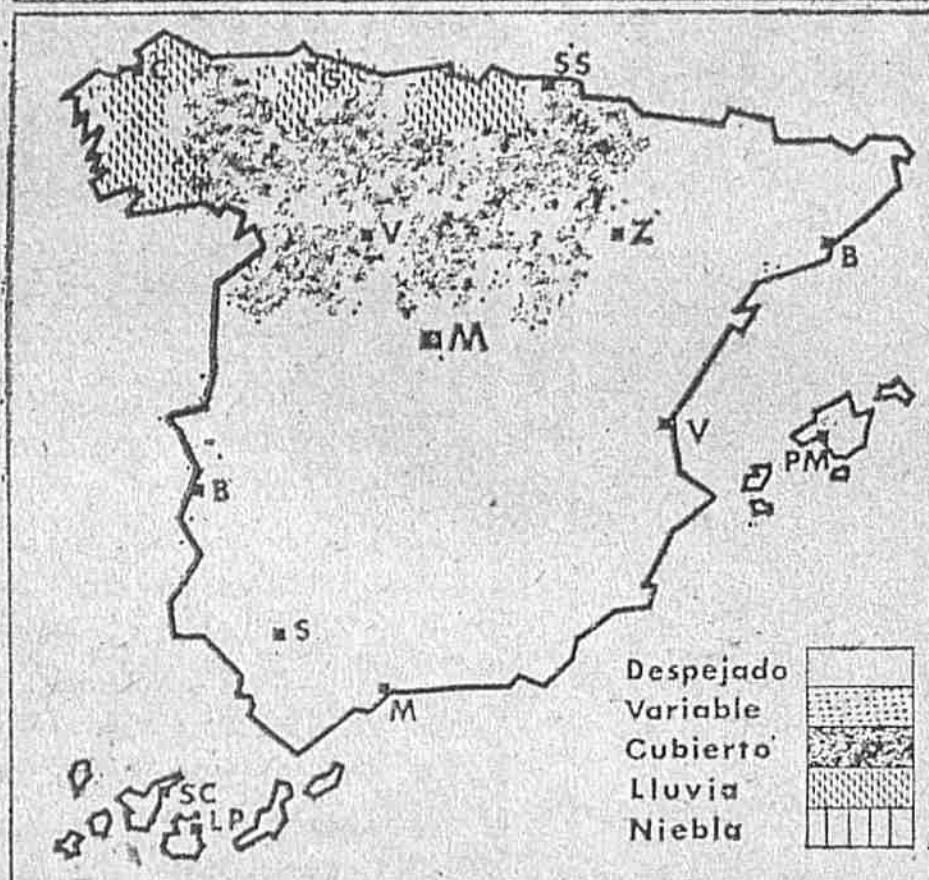 C
G
SS
V
Z
B
M
V
PM
B
S
M
SC
LP
Despejado
Variable
Cubierto
Lluvia
Niebla